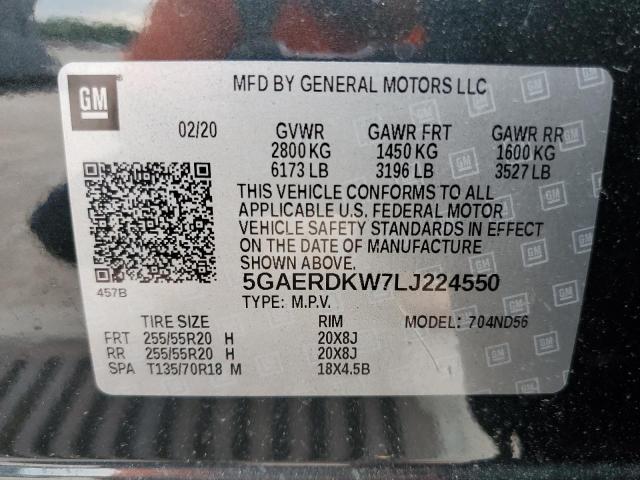 GM
MFD BY GENERAL MOTORS LLC
02/20 GVWR GAWR FRT GAWR RR
2800 KG 1450 KG 1600 KG
6173 LB 3196 LB 3527 LB
THIS VEHICLE CONFORMS TO ALL
APPLICABLE U.S. FEDERAL MOTOR
VEHICLE SAFETY STANDARDS IN EFFECT
ON THE DATE OF MANUFACTURE
SHOWN ABOVE.
457B 5GAERDKW7LJ224550
TYPE: M.P.V.
TIRE SIZE RIM MODEL: 704ND56
FRT 255/55R20 H 20X8J
RR 255/55R20 H 20X8J
SPA T135/70R18 M 18X4.5B